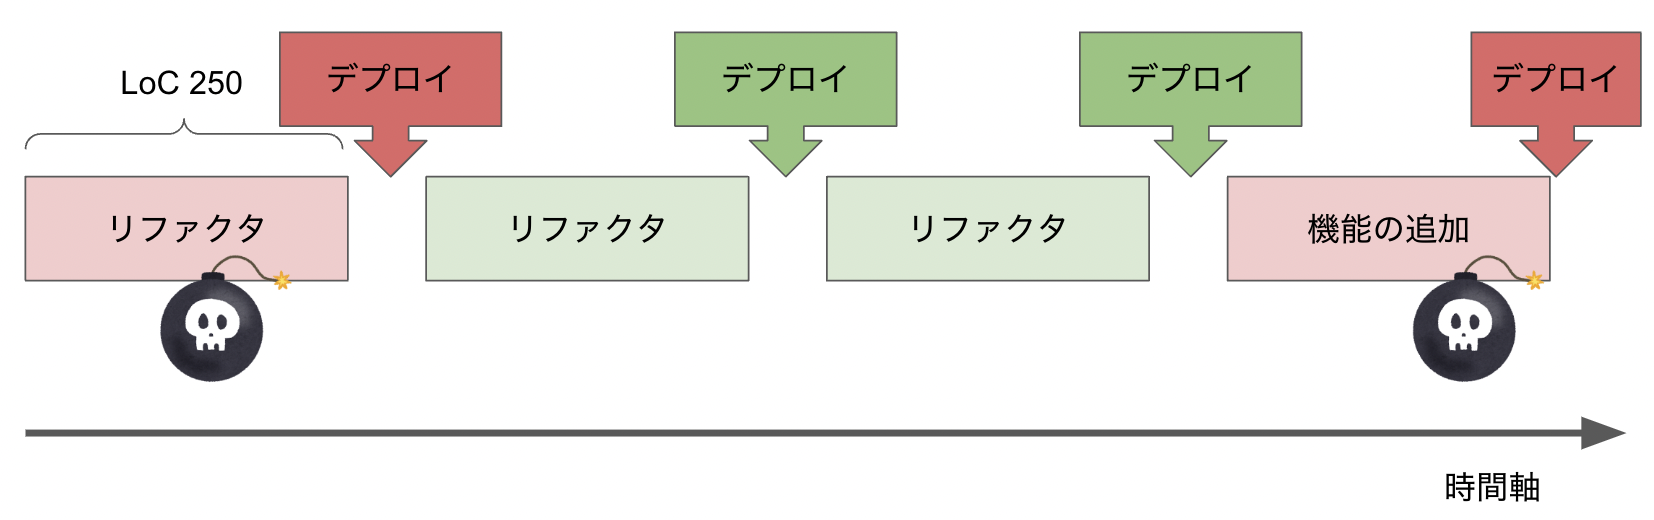 LoC 250
デプロイ
デプロイ
デプロイ
デプロイ
リファクタ
リファクタ
リファクタ
機能の追加
時間軸